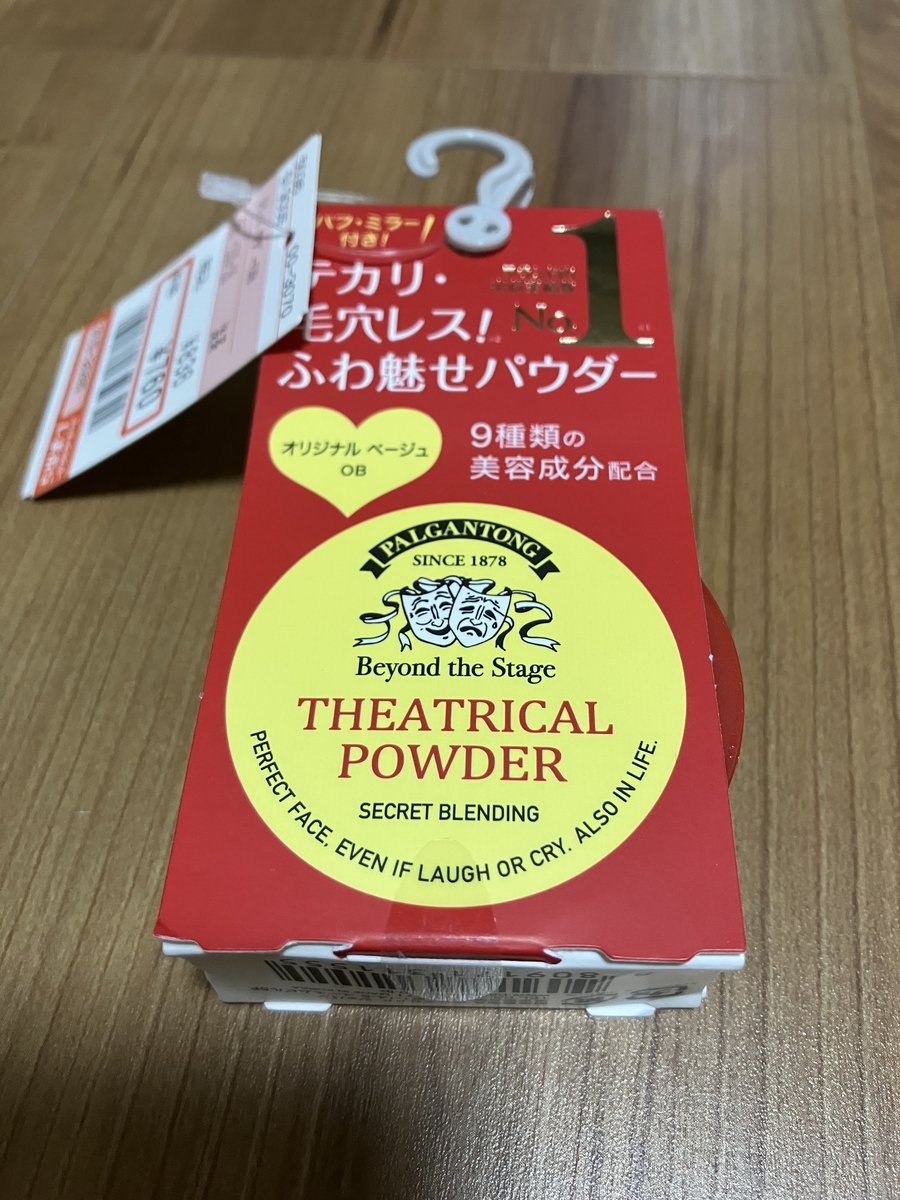 パフ・ミラー
付き!
テカリ・
毛穴レス!
ふわ魅せパウダー
No.1
オリジナル ベージュ
OB
9種類の
美容成分配合
PALGANTONG
SINCE 1878
Beyond the Stage
THEATRICAL
POWDER
SECRET BLENDING
PERFECT FACE, EVEN IF LAUGH OR CRY. ALSO IN LIFE.
¥760